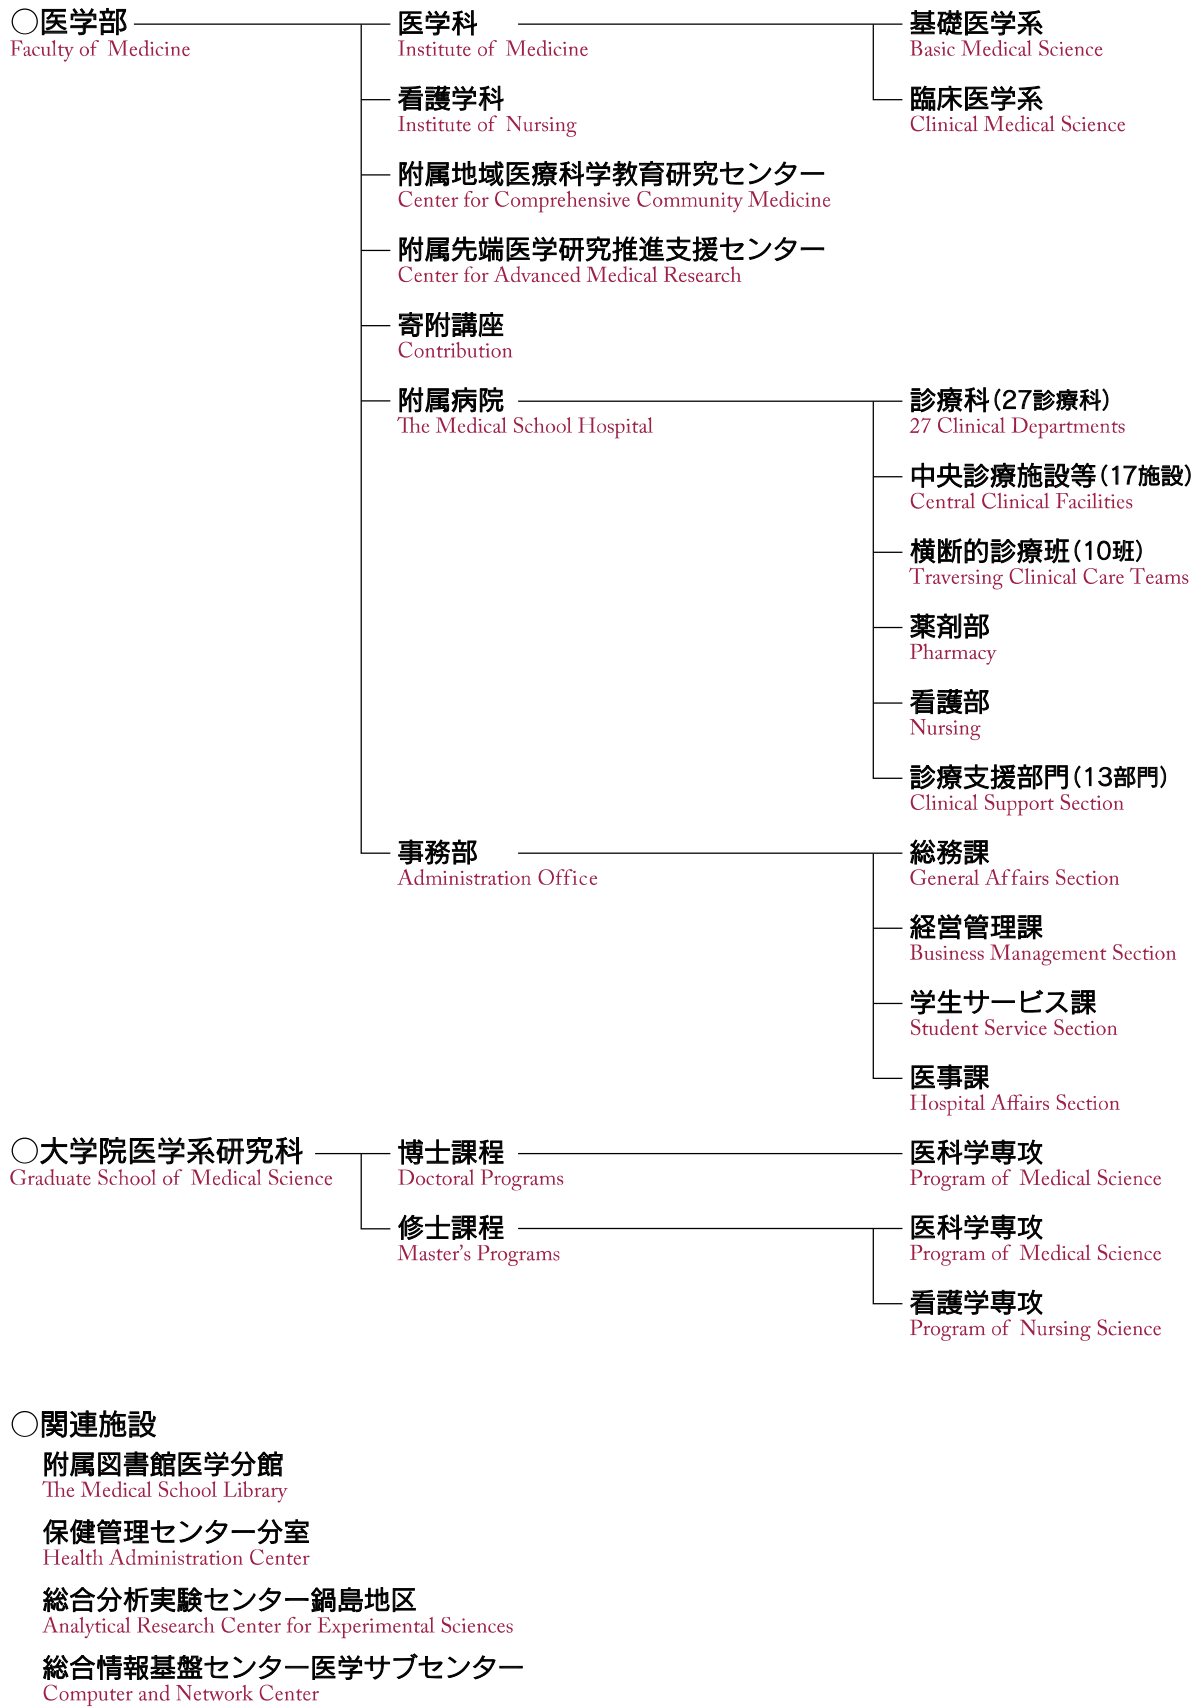 ○医学部
Faculty of Medicine
医学科
Institute of Medicine
基礎医学系
Basic Medical Science
臨床医学系
Clinical Medical Science
看護学科
Institute of Nursing
附属地域医療科学教育研究センター
Center for Comprehensive Community Medicine
附属先端医学研究推進支援センター
Center for Advanced Medical Research
寄附講座
Contribution
附属病院
The Medical School Hospital
診療科(27診療科)
27 Clinical Departments
中央診療施設等(17施設)
Central Clinical Facilities
横断的診療班(10班)
Traversing Clinical Care Teams
薬剤部
Pharmacy
看護部
Nursing
診療支援部門(13部門)
Clinical Support Section
事務部
Administration Office
総務課
General Affairs Section
経営管理課
Business Management Section
学生サービス課
Student Service Section
医事課
Hospital Affairs Section
○大学院医学系研究科
Graduate School of Medical Science
博士課程
Doctoral Programs
医科学専攻
Program of Medical Science
修士課程
Master's Programs
医科学専攻
Program of Medical Science
看護学専攻
Program of Nursing Science
○関連施設
附属図書館医学分館
The Medical School Library
保健管理センター分室
Health Administration Center
総合分析実験センター鍋島地区
Analytical Research Center for Experimental Sciences
総合情報基盤センター医学サブセンター
Computer and Network Center